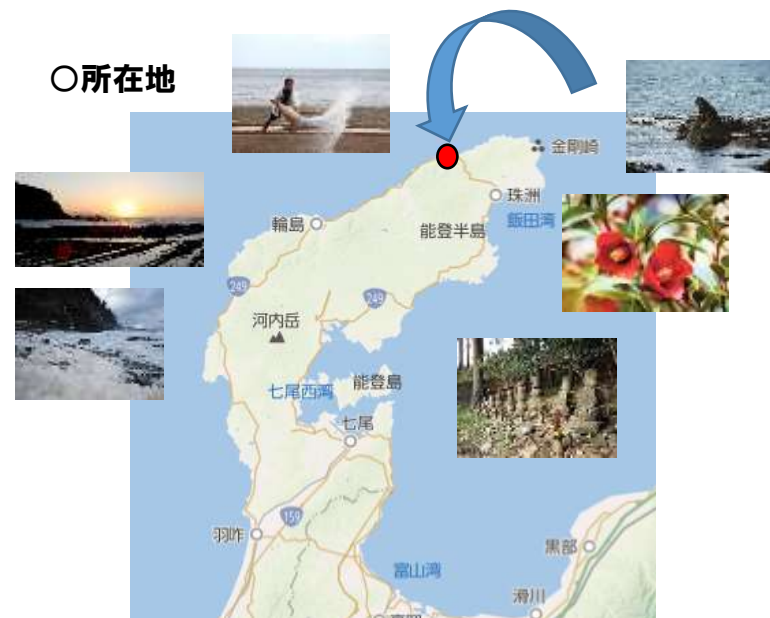 ○所在地
金剛崎
珠洲
飯田湾
輪島
能登半島
249
249
河内岳
能登島
七尾西湾
七尾
159
羽咋
黒部
富山湾
滑川